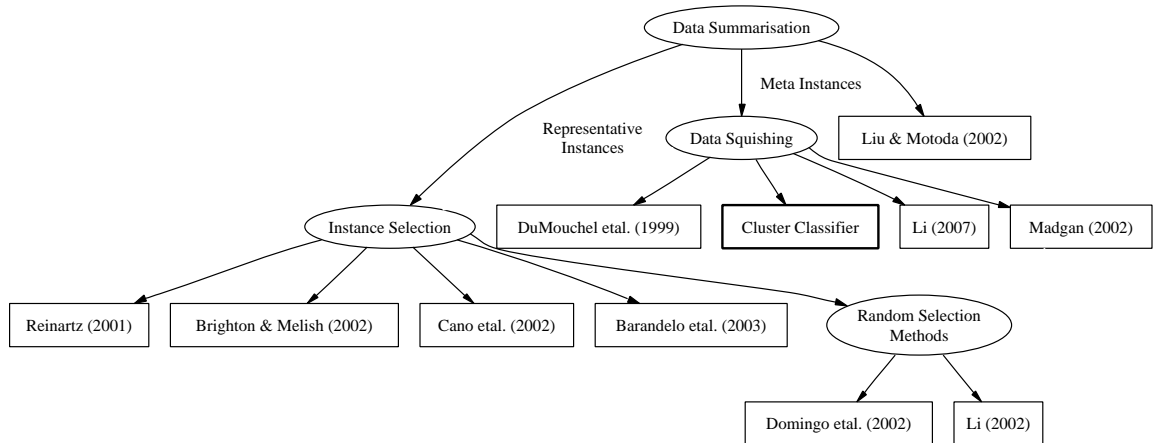 Data Summarisation
Meta Instances
Representative
Instances
Data Squishing
Liu & Motoda (2002)
Instance Selection
DuMouchel etal. (1999)
Cluster Classifier
Li (2007)
Madgan (2002)
Reinartz (2001)
Brighton & Melish (2002)
Cano etal. (2002)
Barandelo etal. (2003)
Random Selection
Methods
Domingo etal. (2002)
Li (2002)